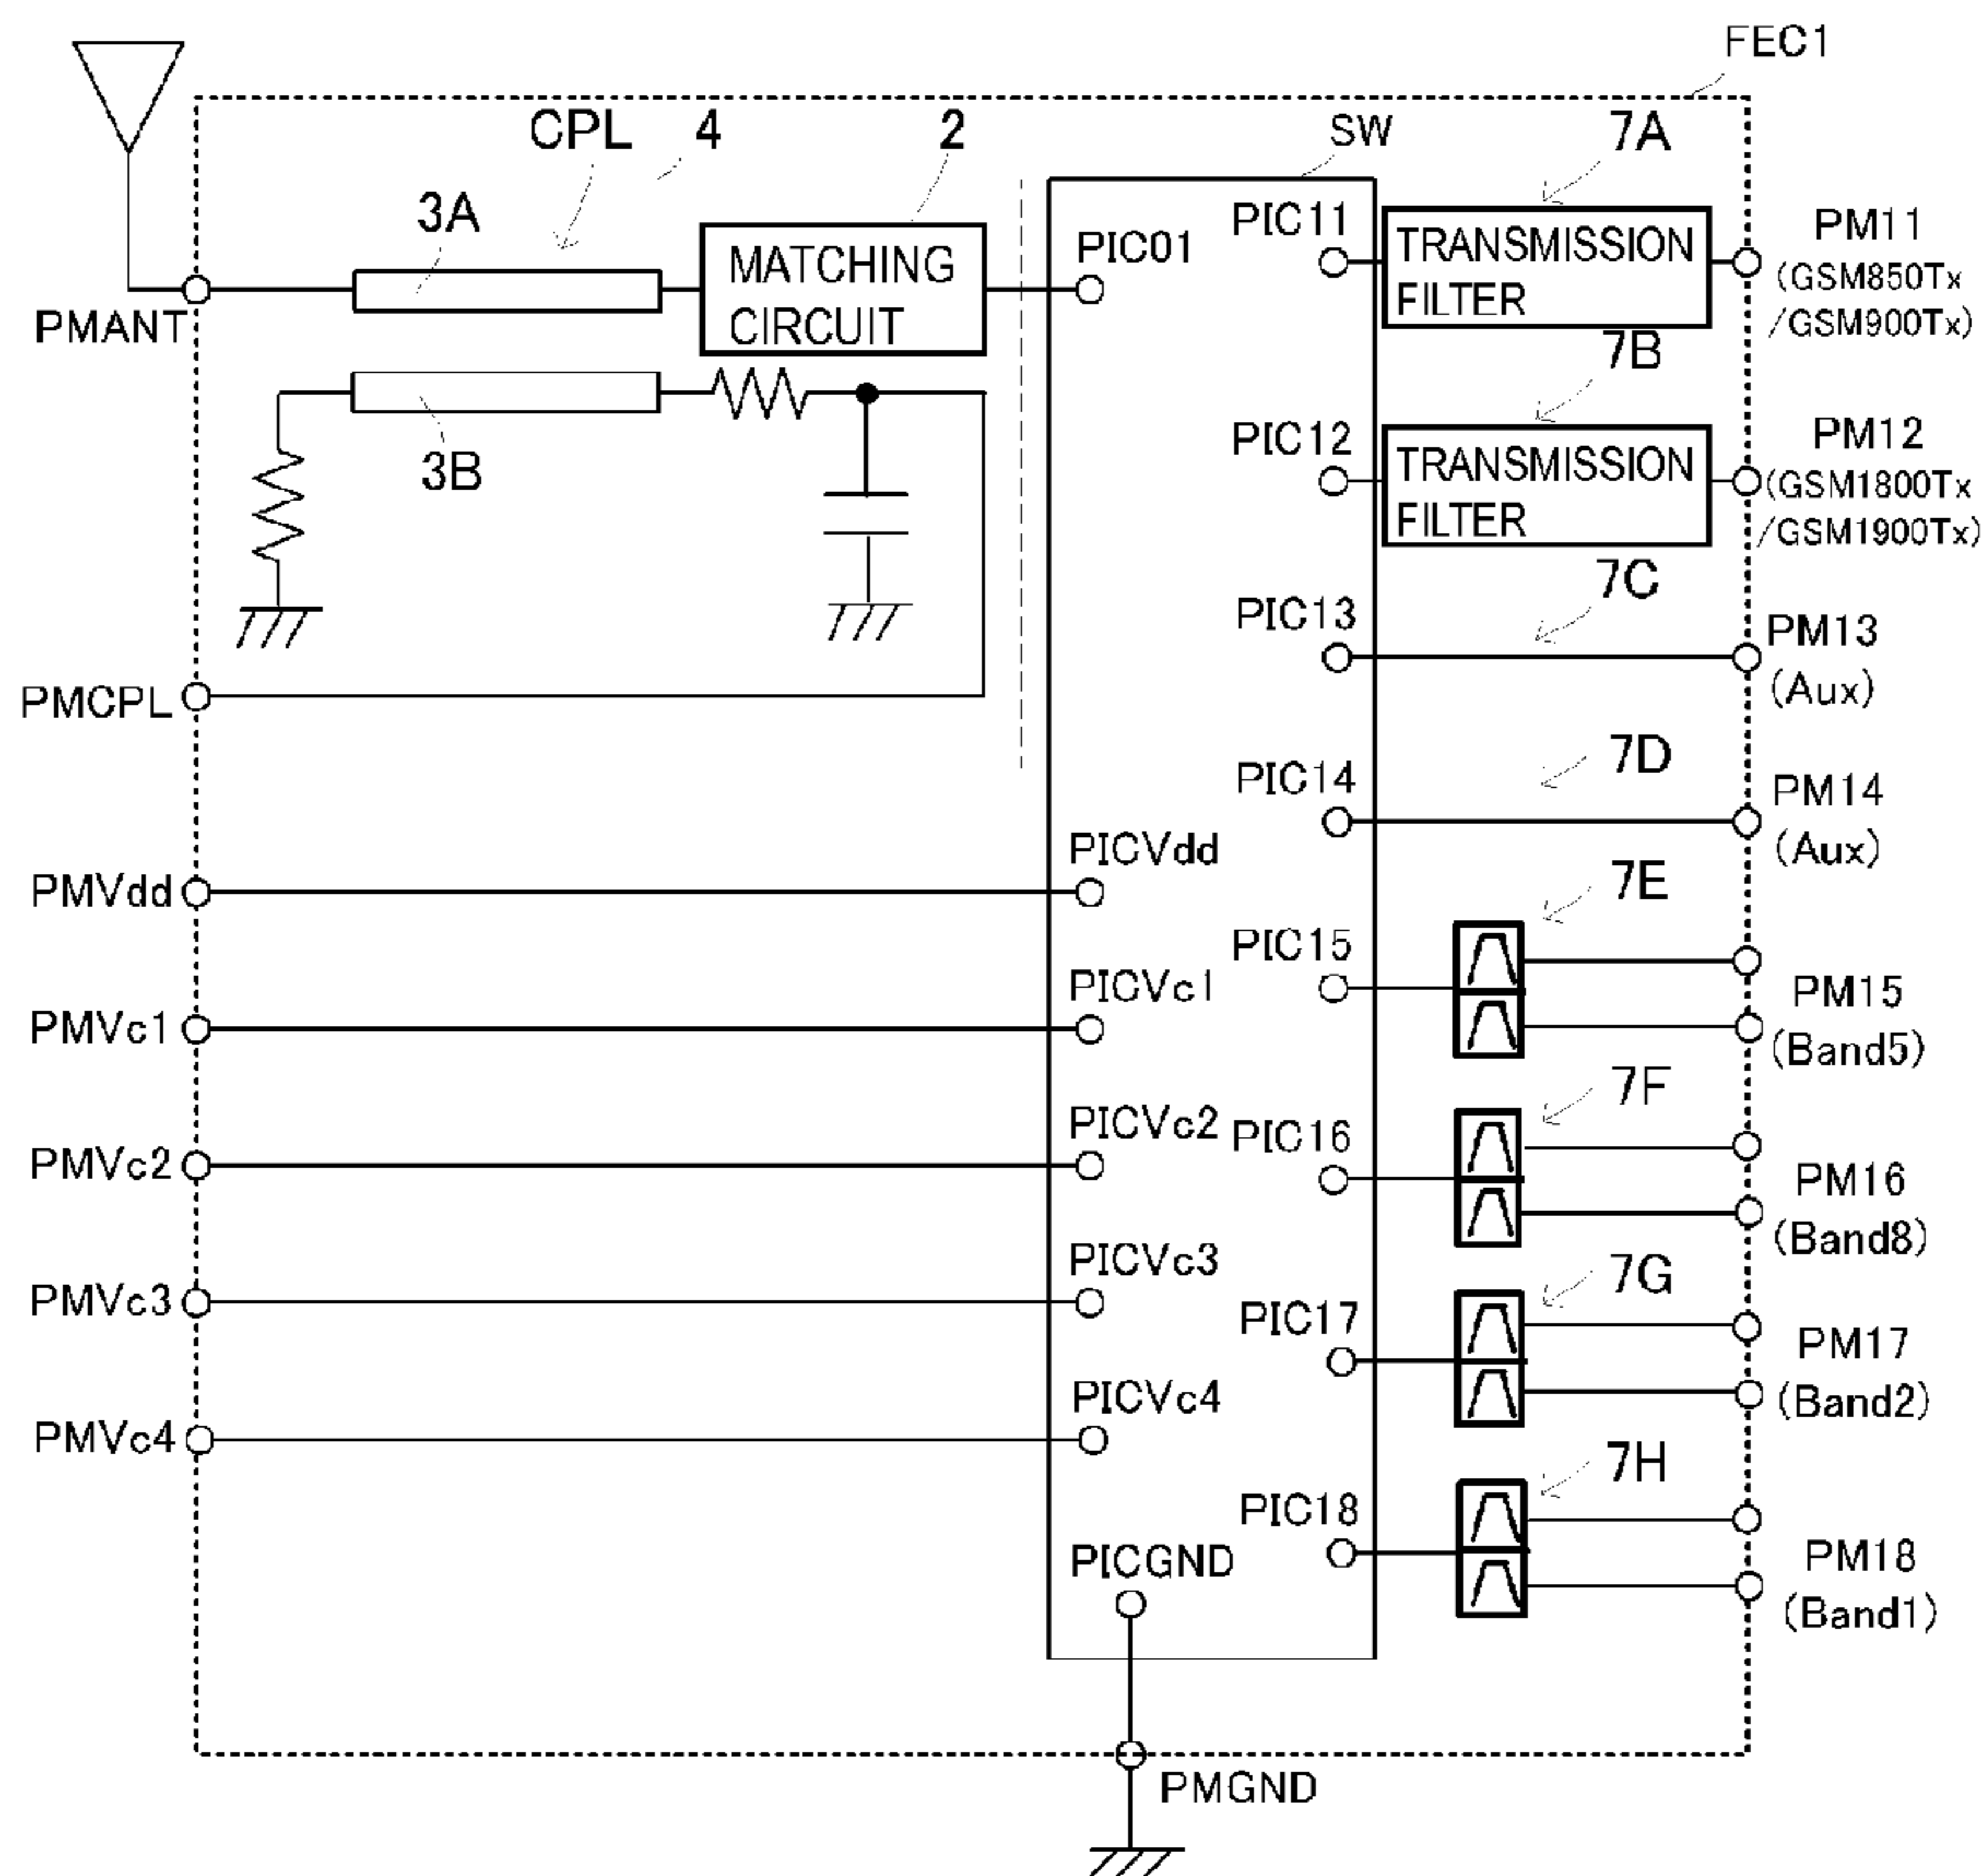 FEC1
CPL 4 2 SW 7A
3A
PIC01
PIC11
PM11
(GSM850Tx
/GSM900Tx)
MATCHING
CIRCUIT
TRANSMISSION
FILTER
PMANT
7B
3B
PIC12
PM12
(GSM1800Tx
/GSM1900Tx)
TRANSMISSION
FILTER
7C
PIC13
PM13
(Aux)
PMCPL
7D
PIC14
PM14
(Aux)
PICVdd
PMVdd
7E
PIC15
PM15
(Band5)
PICVc1
PMVc1
7F
PICVc2
PIC16
PMVc2
PM16
(Band8)
7G
PICVc3
PMVc3
PIC17
PM17
(Band2)
PICVc4
PMVc4
7H
PIC18
PM18
(Band1)
PICGND
PMGND